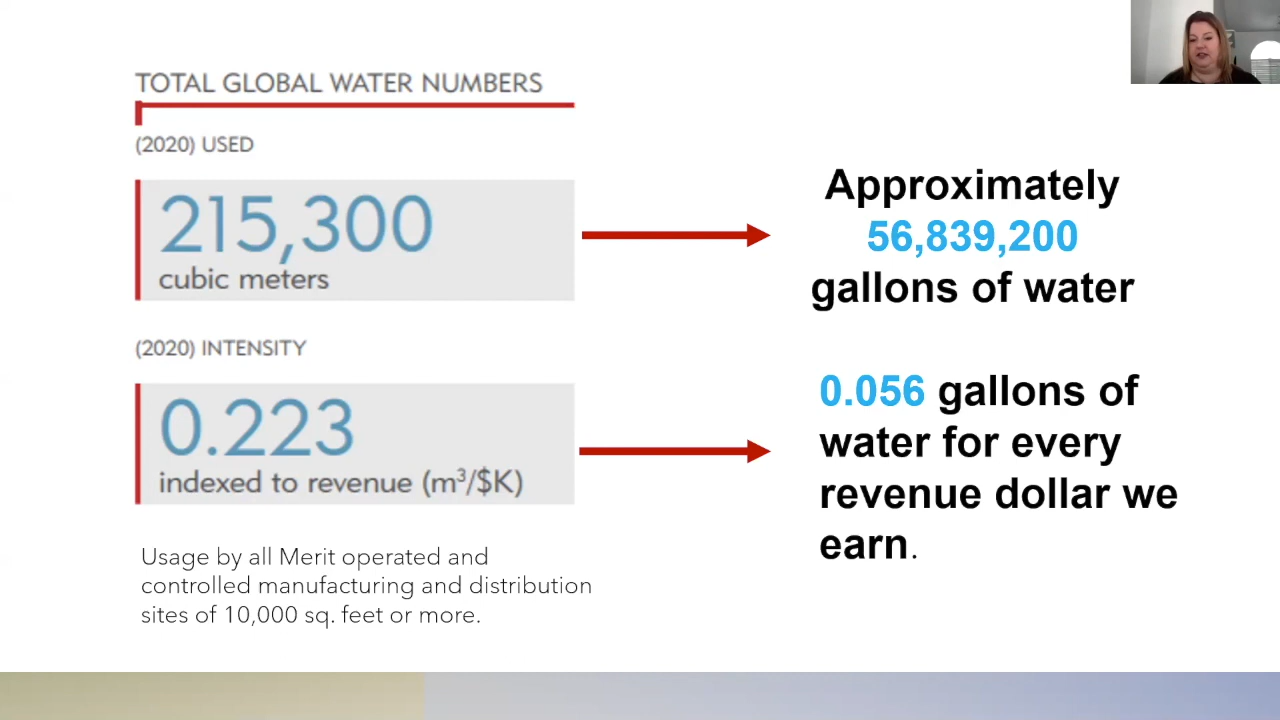 TOTAL GLOBAL WATER NUMBERS
(2020) USED
215,300
cubic meters
(2020) INTENSITY
0.223
indexed to revenue (m³/$K)
Usage by all Merit operated and
controlled manufacturing and distribution
sites of 10,000 sq. feet or more.
Approximately
56,839,200
gallons of water
0.056 gallons of
water for every
revenue dollar we
earn.